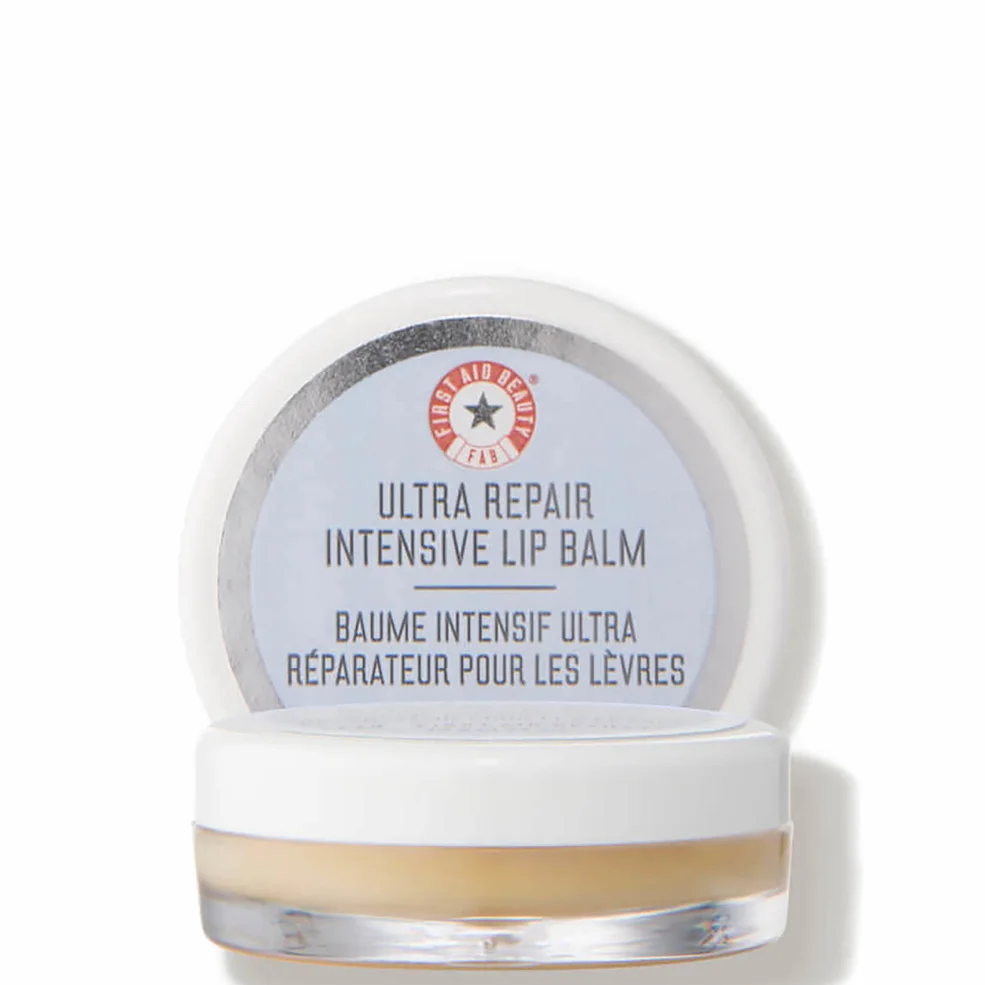 FIRST AID BEAUTY®
FAB
ULTRA REPAIR
INTENSIVE LIP BALM
BAUME INTENSIF ULTRA
RÉPARATEUR POUR LES LÈVRES